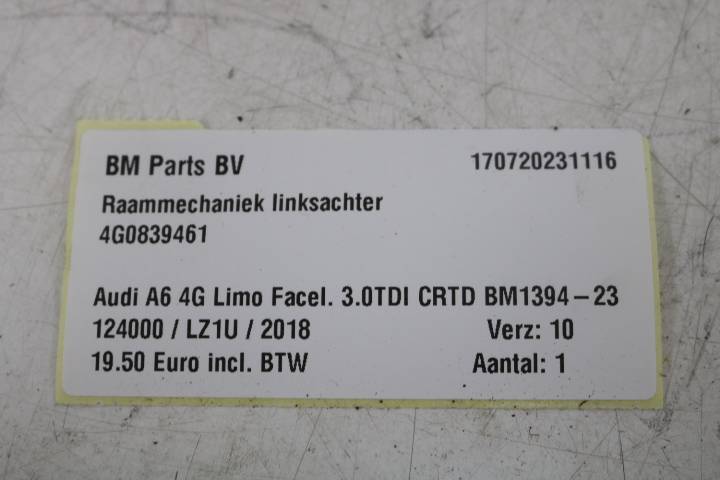 BM Parts BV 170720231116
Raammechaniek linksachter
4G0839461
Audi A6 4G Limo Facel. 3.0TDI CRTD BM1394-23
124000 / LZ1U / 2018 Verz: 10
19.50 Euro incl. BTW Aantal: 1